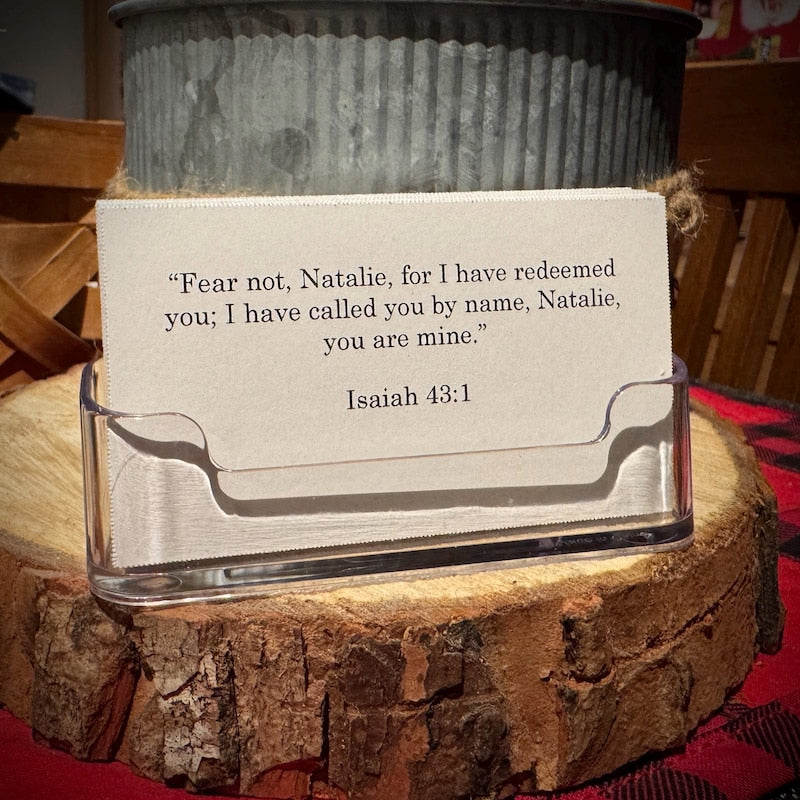 “Fear not, Natalie, for I have redeemed
you; I have called you by name, Natalie,
you are mine.”
Isaiah 43:1